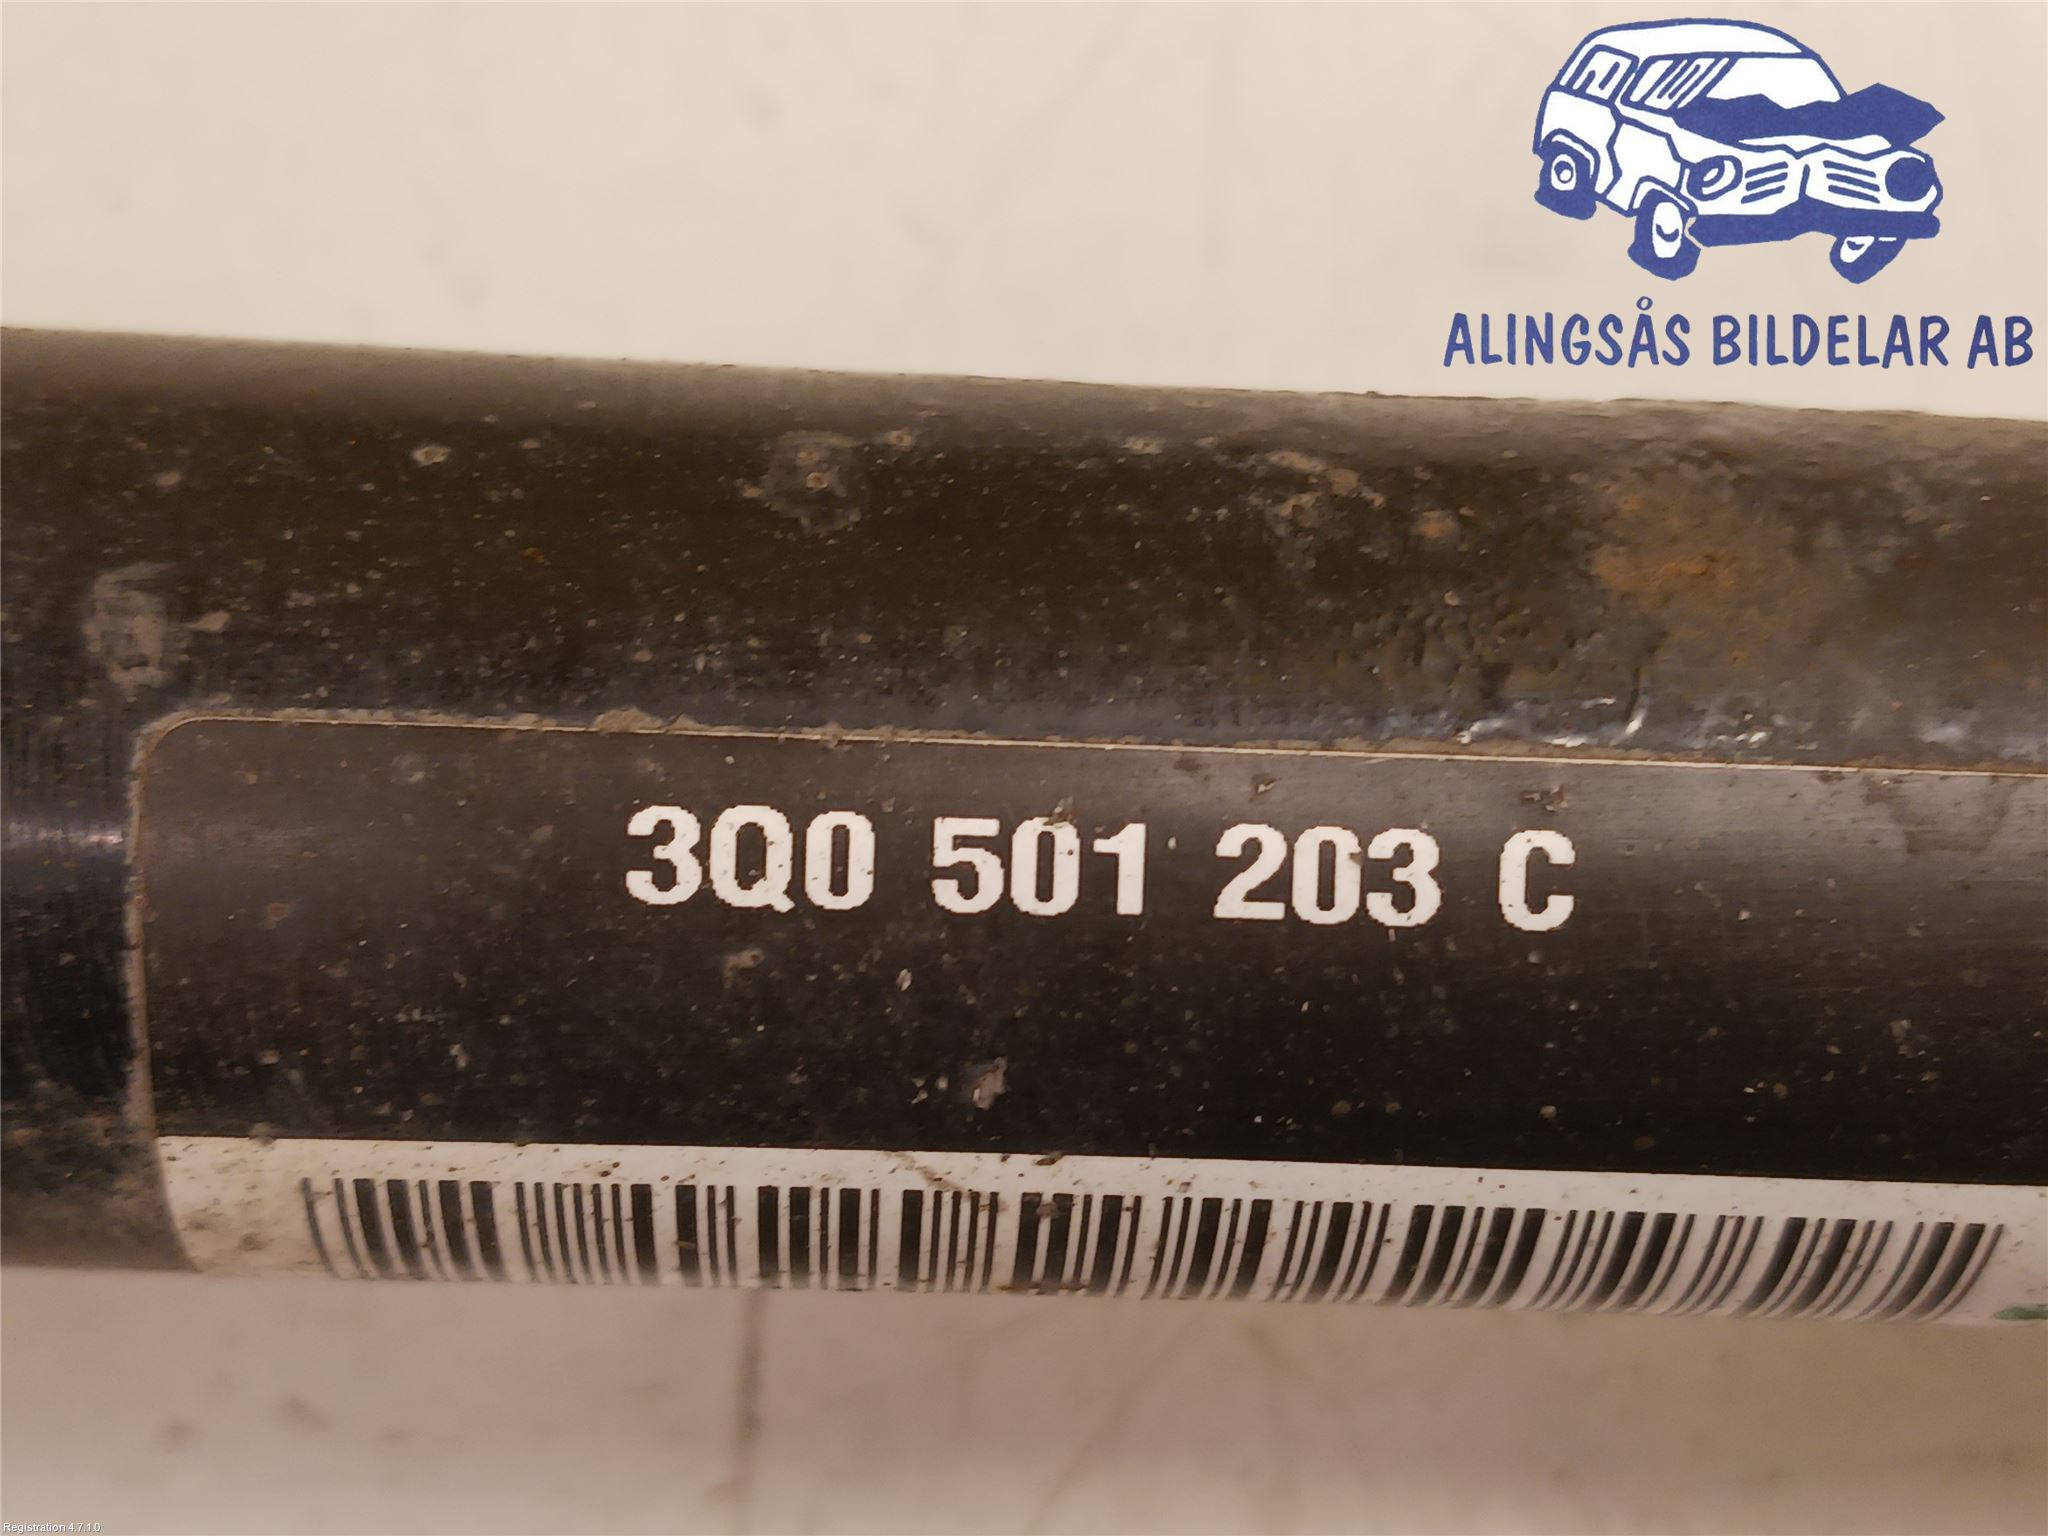 ALINGSÅS BILDELAR AB
3Q0 501 203 C
Registration 4.7.1.0